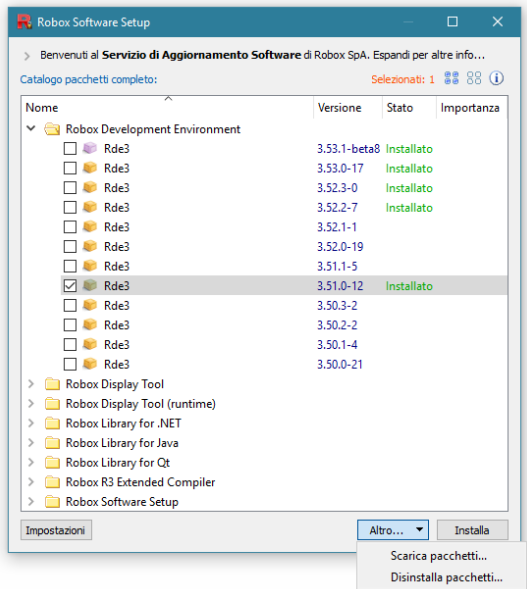 Robox Software Setup
Benvenuti al Servizio di Aggiornamento Software di Robox SpA. Espandi per altre info...
Catalogo pacchetti completo: Selezionati: 1
Nome Versione Stato Importanza
Robox Development Environment
Rde3 3.53.1-beta8 Installato
Rde3 3.53.0-17 Installato
Rde3 3.52.3-0 Installato
Rde3 3.52.2-7 Installato
Rde3 3.52.1-1
Rde3 3.52.0-19
Rde3 3.51.1-5
Rde3 3.51.0-12 Installato
Rde3 3.50.3-2
Rde3 3.50.2-2
Rde3 3.50.1-4
Rde3 3.50.0-21
Robox Display Tool
Robox Display Tool (runtime)
Robox Library for .NET
Robox Library for Java
Robox Library for Qt
Robox R3 Extended Compiler
Robox Software Setup
Impostazioni Altro... Installa
Scarica pacchetti...
Disinstalla pacchetti...